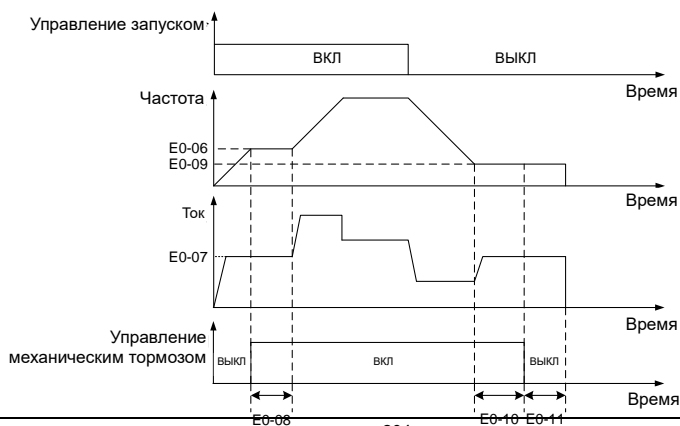 Управление запуском
ВКЛ
ВЫКЛ
Время
Частота
E0-06
E0-09
Время
Ток
E0-07
Время
Управление
механическим тормозом
ВЫКЛ
ВКЛ
ВЫКЛ
Время
E0-08
E0-10
E0-11